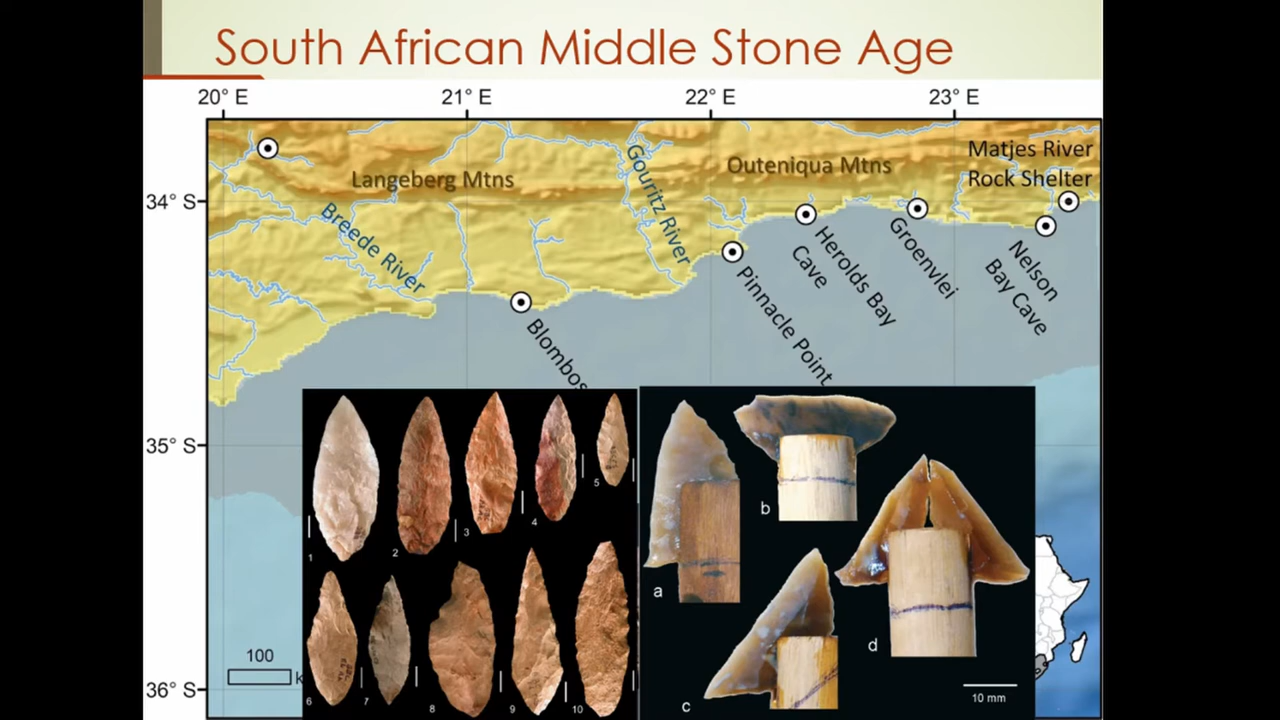 South African Middle Stone Age
20° E
21° E
22° E
23° E
34° S
35° S
36° S
Langeberg Mtns
Outeniqua Mtns
Matjes River
Rock Shelter
Breede River
Gouritz River
Blombos
Pinnacle Point
Herolds Bay
Cave
Groenvlei
Nelson
Bay Cave
100
k
1
2
3
4
5
6
7
8
9
10
a
b
c
d
10 mm